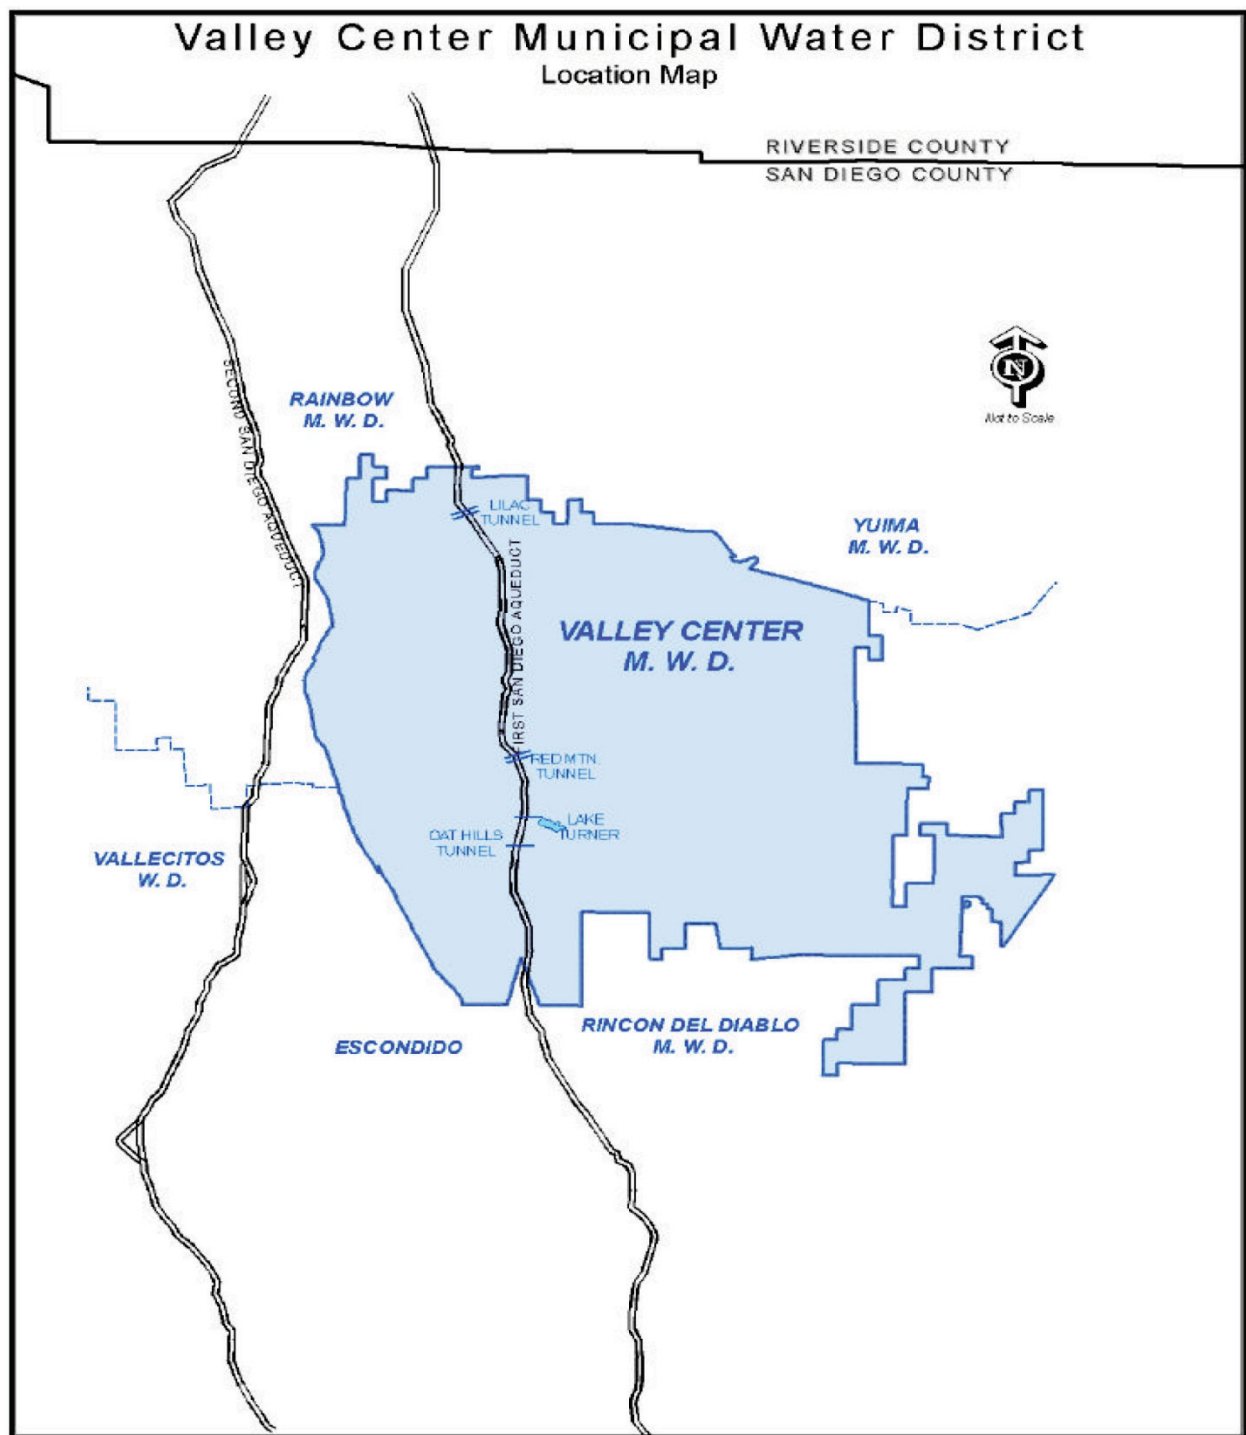 Valley Center Municipal Water District
Location Map
RIVERSIDE COUNTY
SAN DIEGO COUNTY
N
Not to Scale
SECOND SAN DIEGO AQUEDUCT
RAINBOW
M. W. D.
LILAC
TUNNEL
YUIMA
M. W. D.
FIRST SAN DIEGO AQUEDUCT
VALLEY CENTER
M. W. D.
RED MTN.
TUNNEL
LAKE
TURNER
OAT HILLS
TUNNEL
VALLECITOS
W. D.
ESCONDIDO
RINCON DEL DIABLO
M. W. D.